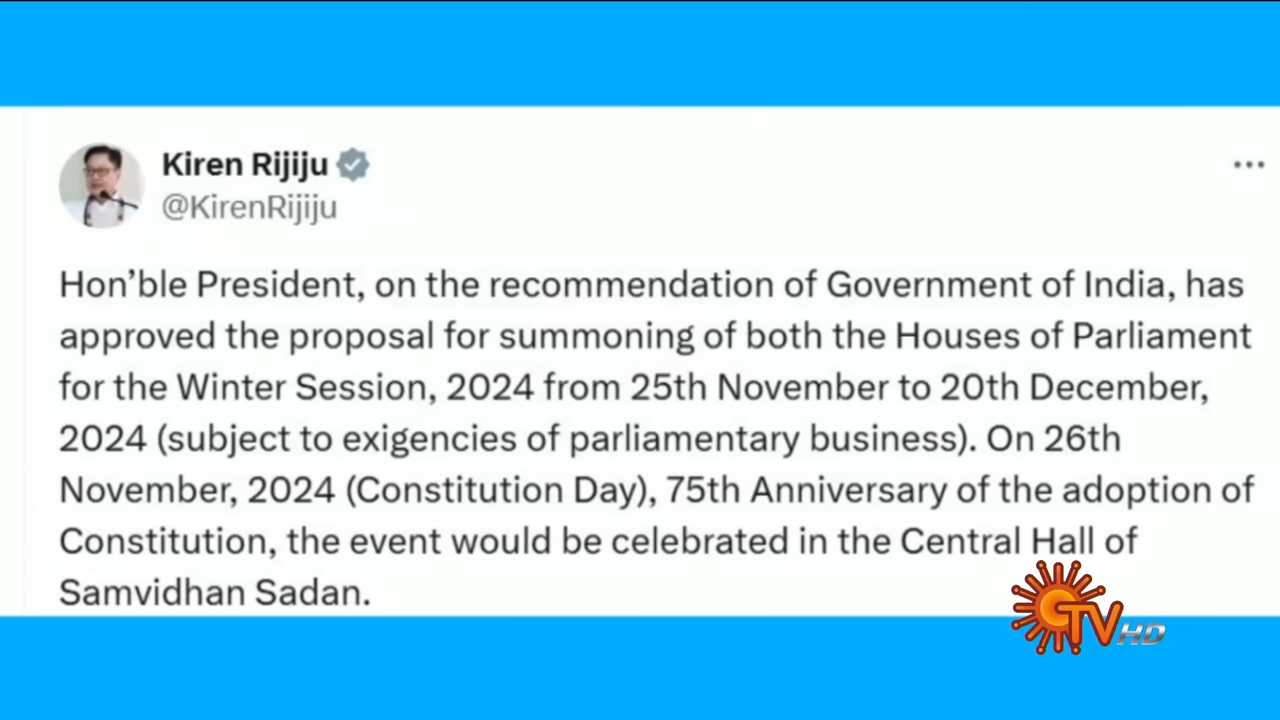 Kiren Rijiju
@KirenRijiju
Hon’ble President, on the recommendation of Government of India, has
approved the proposal for summoning of both the Houses of Parliament
for the Winter Session, 2024 from 25th November to 20th December,
2024 (subject to exigencies of parliamentary business). On 26th
November, 2024 (Constitution Day), 75th Anniversary of the adoption of
Constitution, the event would be celebrated in the Central Hall of
Samvidhan Sadan.
TV HD